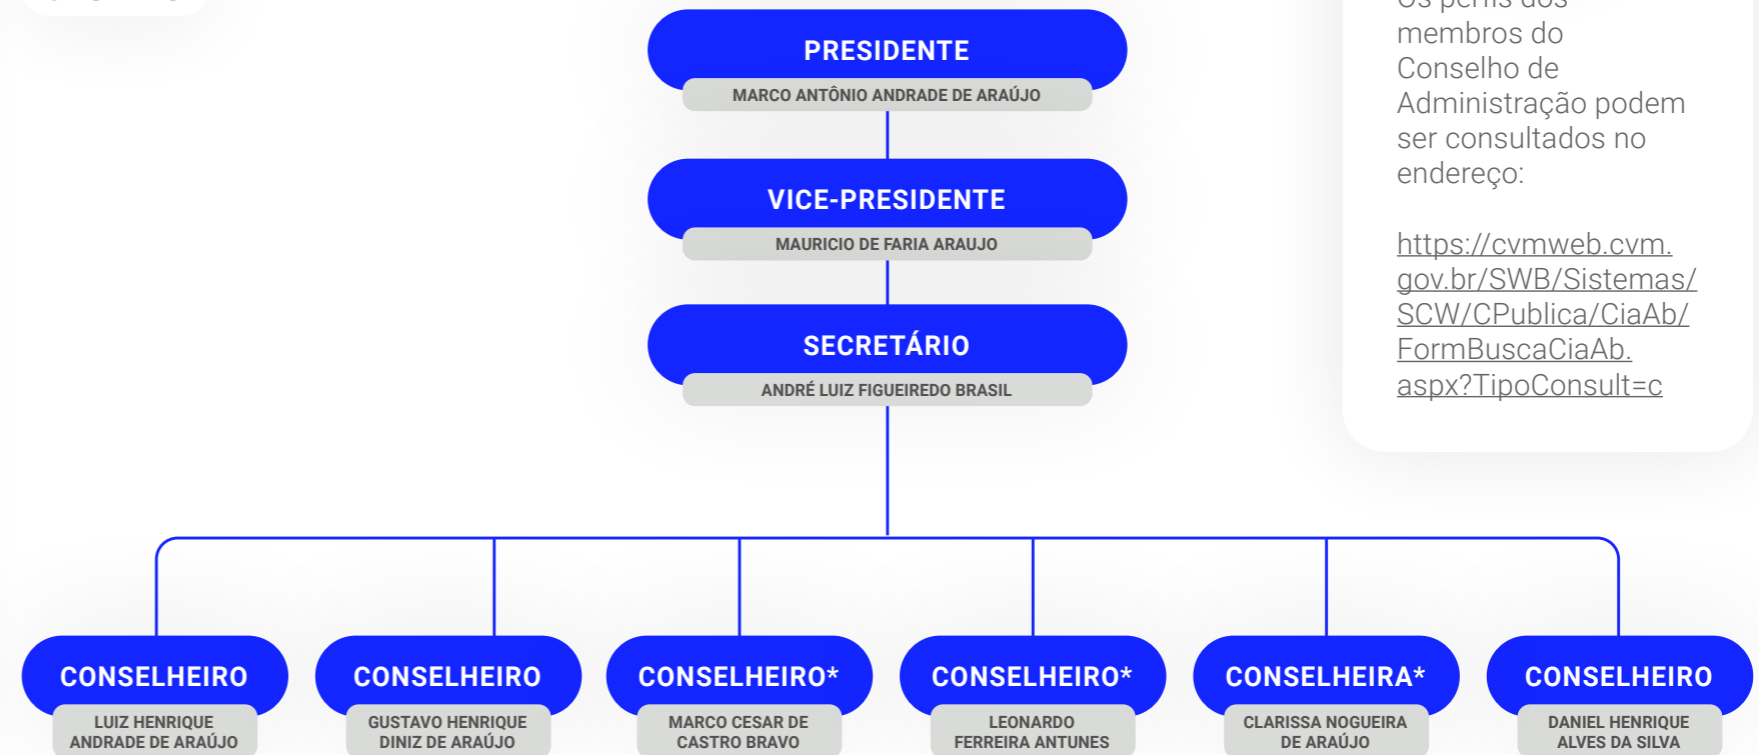 PRESIDENTE
MARCO ANTÔNIO ANDRADE DE ARAÚJO
VICE-PRESIDENTE
MAURICIO DE FARIA ARAUJO
SECRETÁRIO
ANDRÉ LUIZ FIGUEIREDO BRASIL
Os perfis dos
membros do
Conselho de
Administração podem
ser consultados no
endereço:
https://cvmweb.cvm.
gov.br/SWB/Sistemas/
SCW/CPublica/CiaAb/
FormBuscaCiaAb.
aspx?TipoConsult=c
CONSELHEIRO
LUIZ HENRIQUE
ANDRADE DE ARAÚJO
CONSELHEIRO
GUSTAVO HENRIQUE
DINIZ DE ARAÚJO
CONSELHEIRO*
MARCO CESAR DE
CASTRO BRAVO
CONSELHEIRO*
LEONARDO
FERREIRA ANTUNES
CONSELHEIRA*
CLARISSA NOGUEIRA
DE ARAÚJO
CONSELHEIRO
DANIEL HENRIQUE
ALVES DA SILVA